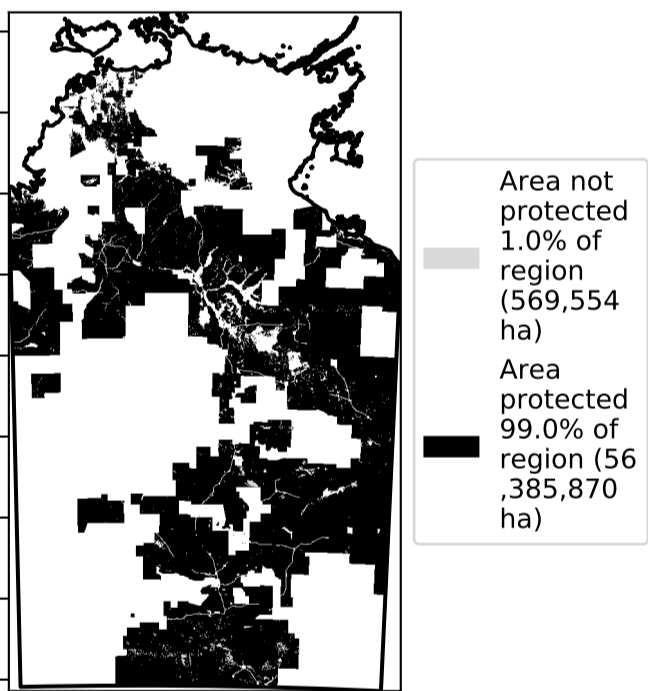 Area not
protected
1.0% of
region
(569,554
ha)
Area
protected
99.0% of
region (56
,385,870
ha)